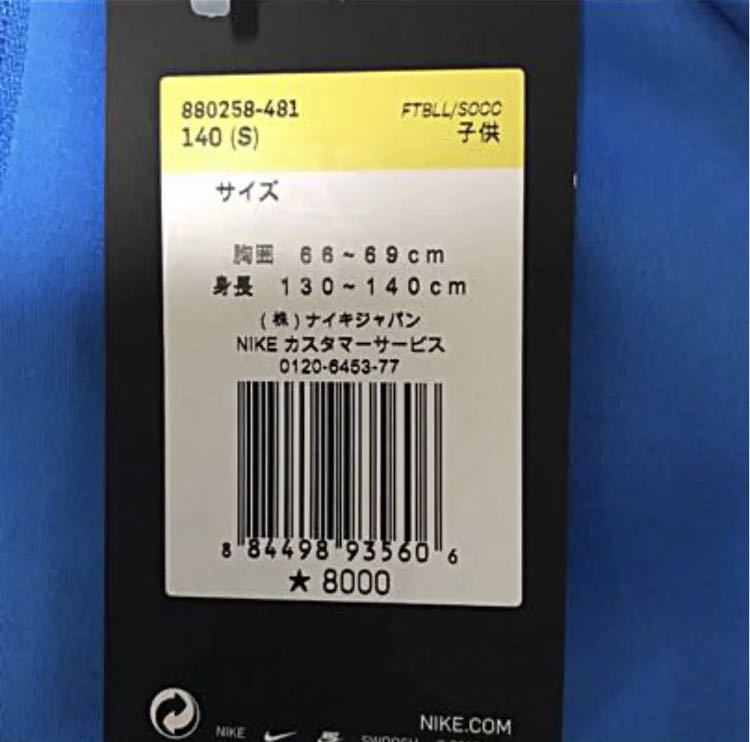 880258-481 FTBLL/SOCC
140 (S) 子供
サイズ
胸囲 66~69cm
身長 130~140cm
(株)ナイキジャパン
NIKE カスタマーサービス
0120-6453-77
8 84498 93560 6
★ 8000
NIKE.COM
NIKE